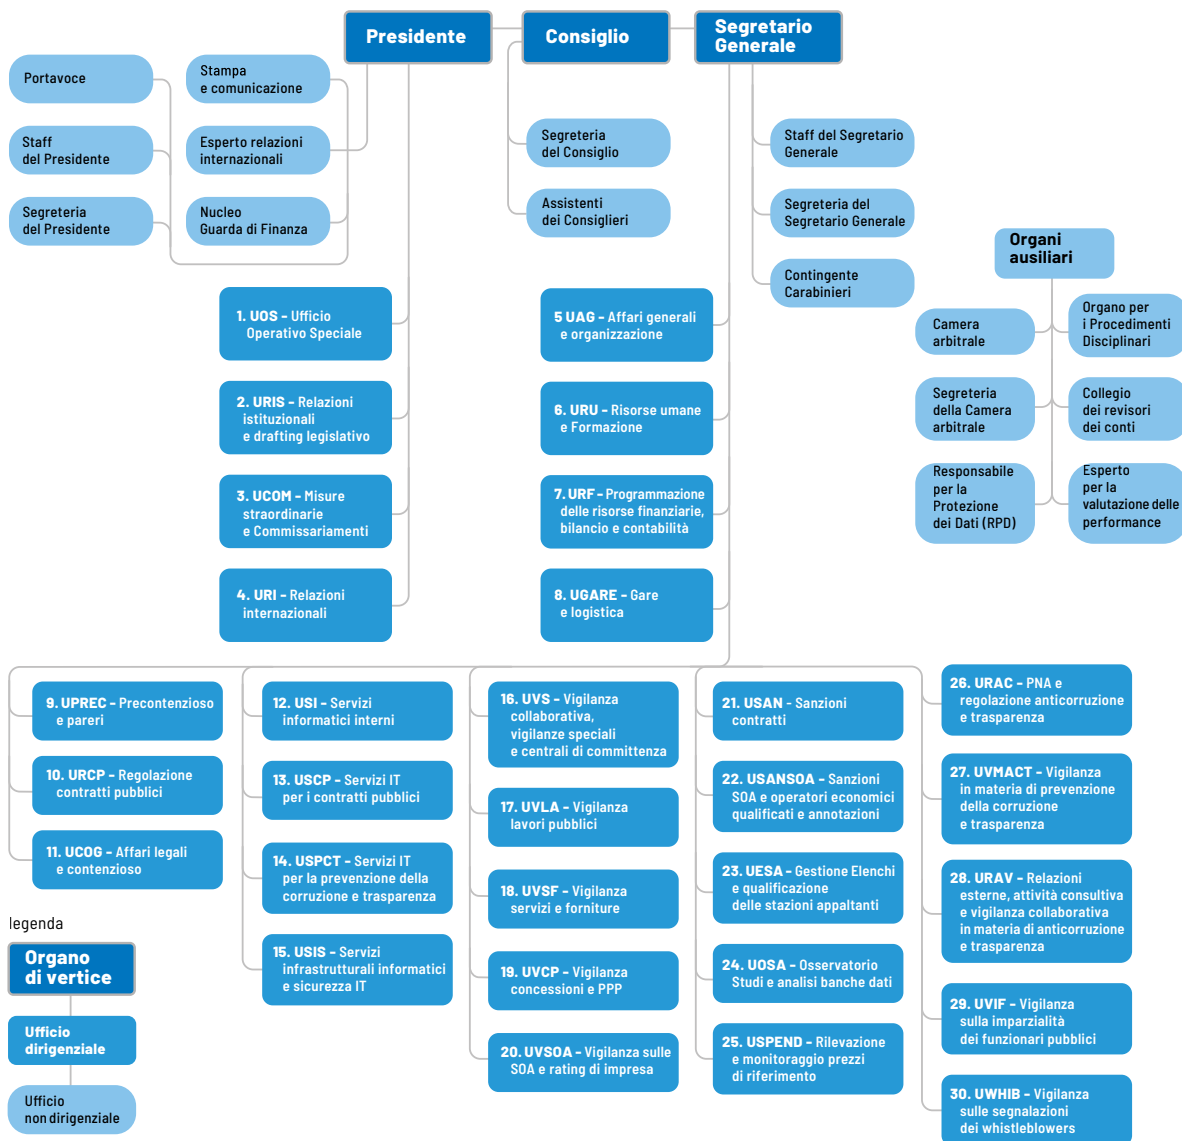 Presidente
Consiglio
Segretario
Generale
Portavoce
Stampa
e comunicazione
Staff
del Presidente
Esperto relazioni
internazionali
Segreteria
del Presidente
Nucleo
Guarda di Finanza
Segreteria
del Consiglio
Assistenti
dei Consiglieri
Staff del Segretario
Generale
Segreteria del
Segretario Generale
Contingente
Carabinieri
Organi
ausiliari
Camera
arbitrale
Organo per
i Procedimenti
Disciplinari
Segreteria
della Camera
arbitrale
Collegio
dei revisori
dei conti
Responsabile
per la
Protezione
dei Dati (RPD)
Esperto
per la
valutazione delle
performance
1. UOS - Ufficio
Operativo Speciale
2. URIS - Relazioni
istituzionali
e drafting legislativo
3. UCOM - Misure
straordinarie
e Commissariamenti
4. URI - Relazioni
internazionali
5 UAG - Affari generali
e organizzazione
6. URU - Risorse umane
e Formazione
7. URF - Programmazione
delle risorse finanziarie,
bilancio e contabilità
8. UGARE - Gare
e logistica
9. UPREC - Precontenzioso
e pareri
10. URCP - Regolazione
contratti pubblici
11. UCOG - Affari legali
e contenzioso
12. USI - Servizi
informatici interni
13. USCP - Servizi IT
per i contratti pubblici
14. USPCT - Servizi IT
per la prevenzione della
corruzione e trasparenza
15. USIS - Servizi
infrastrutturali informatici
e sicurezza IT
16. UVS - Vigilanza
collaborativa,
vigilanze speciali
e centrali di committenza
17. UVLA - Vigilanza
lavori pubblici
18. UVSF - Vigilanza
servizi e forniture
19. UVCP - Vigilanza
concessioni e PPP
20. UVSOA - Vigilanza sulle
SOA e rating di impresa
21. USAN - Sanzioni
contratti
22. USANSOA - Sanzioni
SOA e operatori economici
qualificati e annotazioni
23. UESA - Gestione Elenchi
e qualificazione
delle stazioni appaltanti
24. UOSA - Osservatorio
Studi e analisi banche dati
25. USPEND - Rilevazione
e monitoraggio prezzi
di riferimento
26. URAC - PNA e
regolazione anticorruzione
e trasparenza
27. UVMACT - Vigilanza
in materia di prevenzione
della corruzione
e trasparenza
28. URAV - Relazioni
esterne, attività consultiva
e vigilanza collaborativa
in materia di anticorruzione
e trasparenza
29. UVIF - Vigilanza
sulla imparzialità
dei funzionari pubblici
30. UWHIB - Vigilanza
sulle segnalazioni
dei whistleblowers
legenda
Organo
di vertice
Ufficio
dirigenziale
Ufficio
non dirigenziale